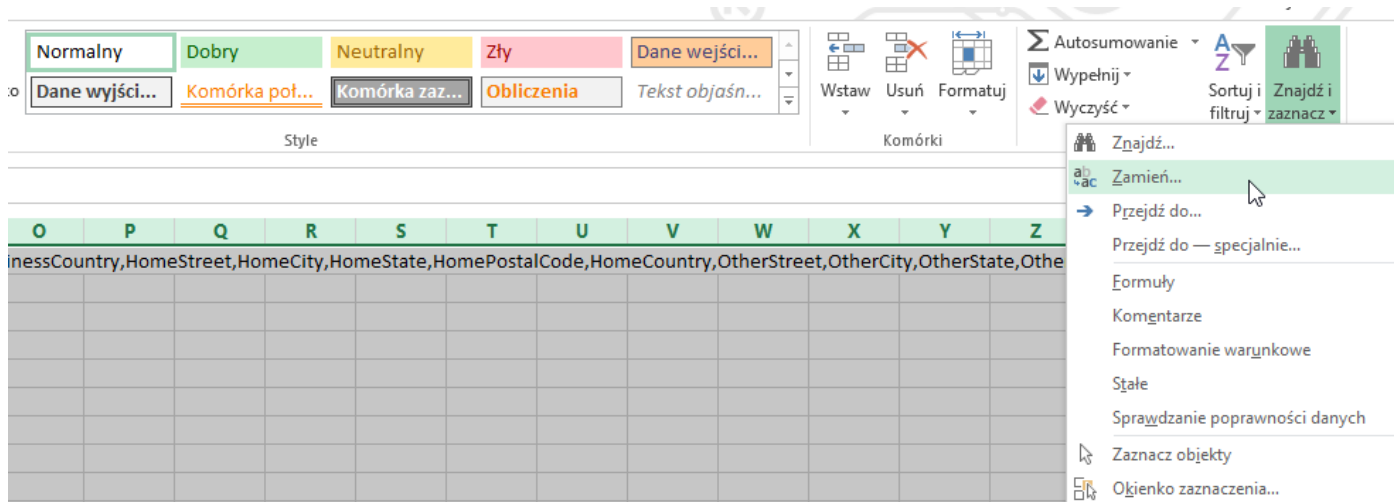 Normalny Dobry Neutralny Zły Dane wejści...
Dane wyjści... Komórka poł... Komórka zaz... Obliczenia Tekst objaśn...
Style
Wstaw Usuń Formatuj
Komórki
Autosumowanie
Wypełnij
Wyczyść
Sortuj i
filtruj
Znajdź i
zaznacz
Znajdź...
Zamień...
Przejdź do...
Przejdź do — specjalnie...
Formuły
Komentarze
Formatowanie warunkowe
Stałe
Sprawdzanie poprawności danych
Zaznacz obiekty
Okienko zaznaczenia...
O P Q R S T U V W X Y Z
inessCountry,HomeStreet,HomeCity,HomeState,HomePostalCode,HomeCountry,OtherStreet,OtherCity,OtherState,Othe